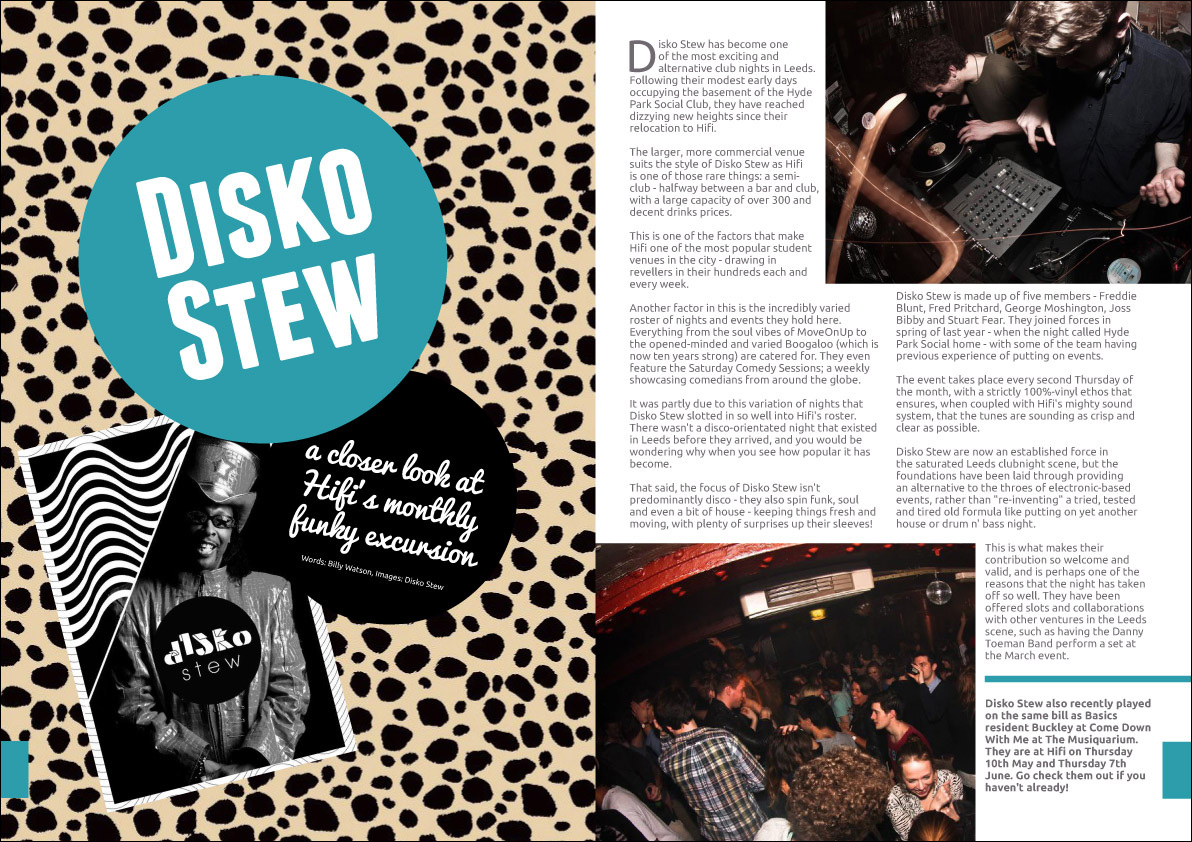 DISKO
STEW
a closer look at
Hifi's monthly
funky excursion
Words: Billy Watson, Images: Disko Stew
disko
stew
Disko Stew has become one
of the most exciting and
alternative club nights in Leeds.
Following their modest early days
occupying the basement of the Hyde
Park Social Club, they have reached
dizzying new heights since their
relocation to Hifi.
The larger, more commercial venue
suits the style of Disko Stew as Hifi
is one of those rare things: a semi-
club - halfway between a bar and club,
with a large capacity of over 300 and
decent drinks prices.
This is one of the factors that make
Hifi one of the most popular student
venues in the city - drawing in
revellers in their hundreds each and
every week.
Another factor in this is the incredibly varied
roster of nights and events they hold here.
Everything from the soul vibes of MoveOnUp to
the opened-minded and varied Boogaloo (which is
now ten years strong) are catered for. They even
feature the Saturday Comedy Sessions; a weekly
showcasing comedians from around the globe.
It was partly due to this variation of nights that
Disko Stew slotted in so well into Hifi's roster.
There wasn't a disco-orientated night that existed
in Leeds before they arrived, and you would be
wondering why when you see how popular it has
become.
That said, the focus of Disko Stew isn't
predominantly disco - they also spin funk, soul
and even a bit of house - keeping things fresh and
moving, with plenty of surprises up their sleeves!
Disko Stew is made up of five members - Freddie
Blunt, Fred Pritchard, George Moshington, Joss
Bibby and Stuart Fear. They joined forces in
spring of last year - when the night called Hyde
Park Social home - with some of the team having
previous experience of putting on events.
The event takes place every second Thursday of
the month, with a strictly 100%-vinyl ethos that
ensures, when coupled with Hifi's mighty sound
system, that the tunes are sounding as crisp and
clear as possible.
Disko Stew are now an established force in
the saturated Leeds clubnight scene, but the
foundations have been laid through providing
an alternative to the throes of electronic-based
events, rather than "re-inventing" a tried, tested
and tired old formula like putting on yet another
house or drum n' bass night.
This is what makes their
contribution so welcome and
valid, and is perhaps one of the
reasons that the night has taken
off so well. They have been
offered slots and collaborations
with other ventures in the Leeds
scene, such as having the Danny
Toeman Band perform a set at
the March event.
Disko Stew also recently played
on the same bill as Basics
resident Buckley at Come Down
With Me at The Musiquarium.
They are at Hifi on Thursday
10th May and Thursday 7th
June. Go check them out if you
haven't already!